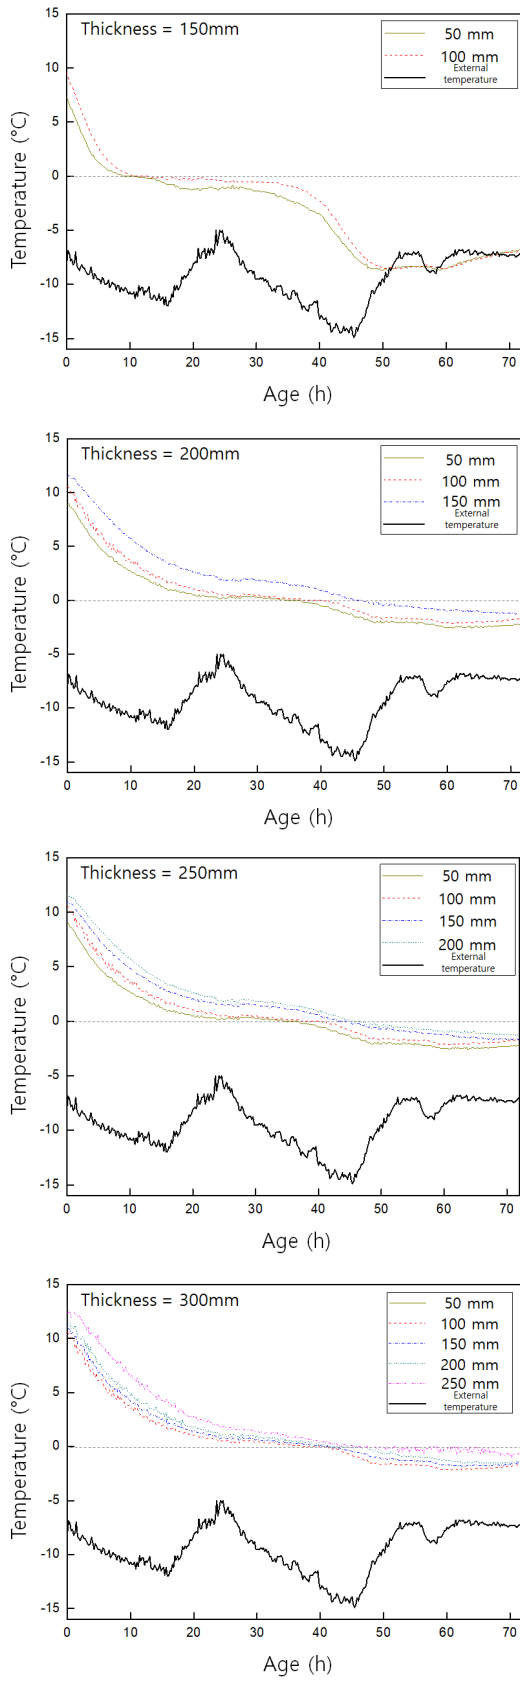 Thickness = 150mm
50 mm
100 mm
External
temperature
15
10
5
0
-5
-10
-15
Temperature (°C)
0 10 20 30 40 50 60 70
Age (h)
Thickness = 200mm
50 mm
100 mm
150 mm
External
temperature
15
10
5
0
-5
-10
-15
Temperature (°C)
0 10 20 30 40 50 60 70
Age (h)
Thickness = 250mm
50 mm
100 mm
150 mm
200 mm
External
temperature
15
10
5
0
-5
-10
-15
Temperature (°C)
0 10 20 30 40 50 60 70
Age (h)
Thickness = 300mm
50 mm
100 mm
150 mm
200 mm
250 mm
External
temperature
15
10
5
0
-5
-10
-15
Temperature (°C)
0 10 20 30 40 50 60 70
Age (h)